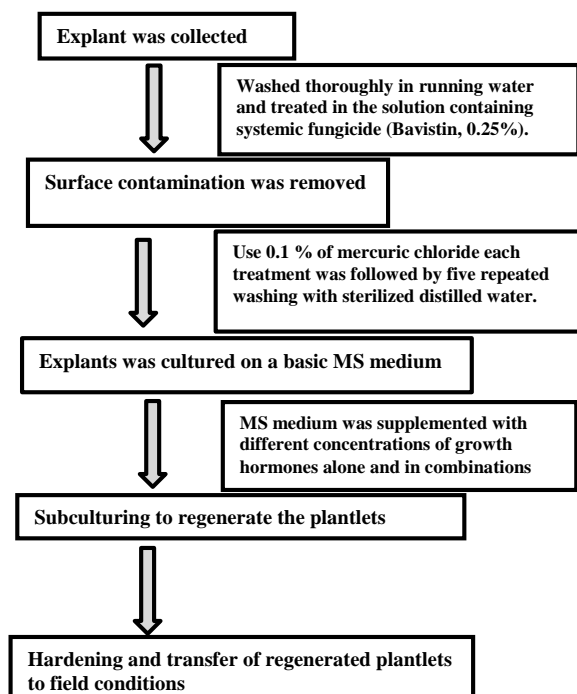 Explant was collected
Washed thoroughly in running water
and treated in the solution containing
systemic fungicide (Bavistin, 0.25%).
Surface contamination was removed
Use 0.1 % of mercuric chloride each
treatment was followed by five repeated
washing with sterilized distilled water.
Explants was cultured on a basic MS medium
MS medium was supplemented with
different concentrations of growth
hormones alone and in combinations
Subculturing to regenerate the plantlets
Hardening and transfer of regenerated plantlets
to field conditions